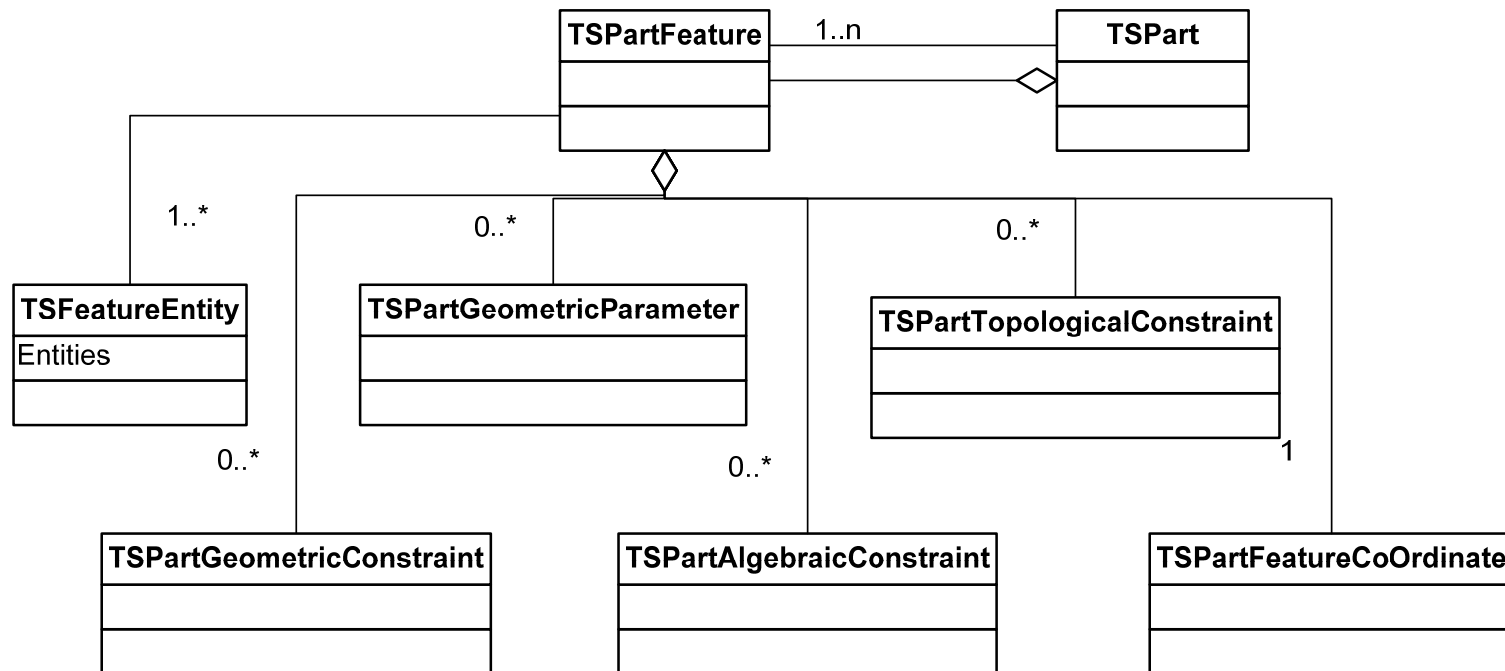 TSPartFeature
1..n
TSPart
1..*
0..*
0..*
TSFeatureEntity
Entities
TSPartGeometricParameter
TSPartTopologicalConstraint
0..*
0..*
1
TSPartGeometricConstraint
TSPartAlgebraicConstraint
TSPartFeatureCoOrdinate